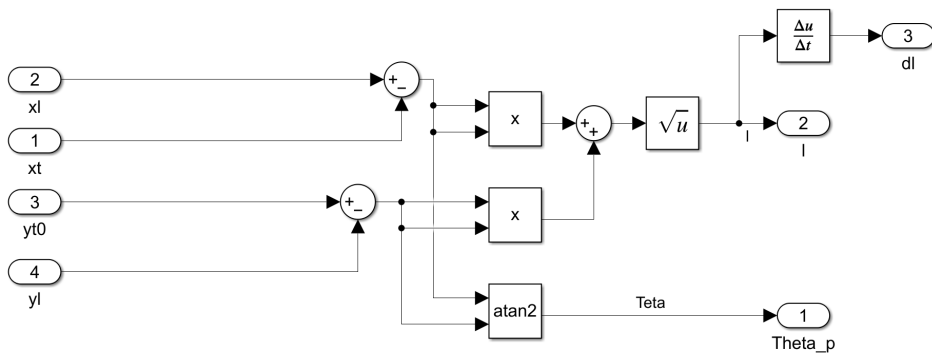 Δu
Δt
3
dl
2
xl
+
−
1
xt
x
+
+
√u
l
2
l
3
yt0
+
−
x
4
yl
atan2
Teta
1
Theta_p